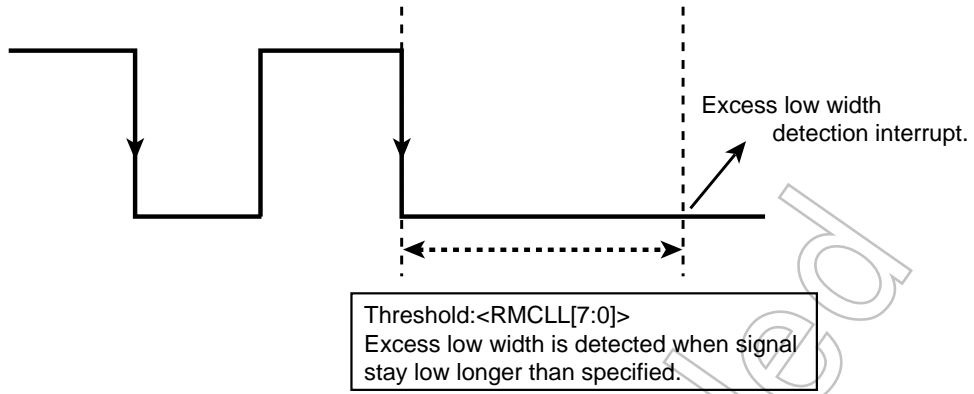 Excess low width
detection interrupt.
Threshold:<RMCLL[7:0]>
Excess low width is detected when signal
stay low longer than specified.
led